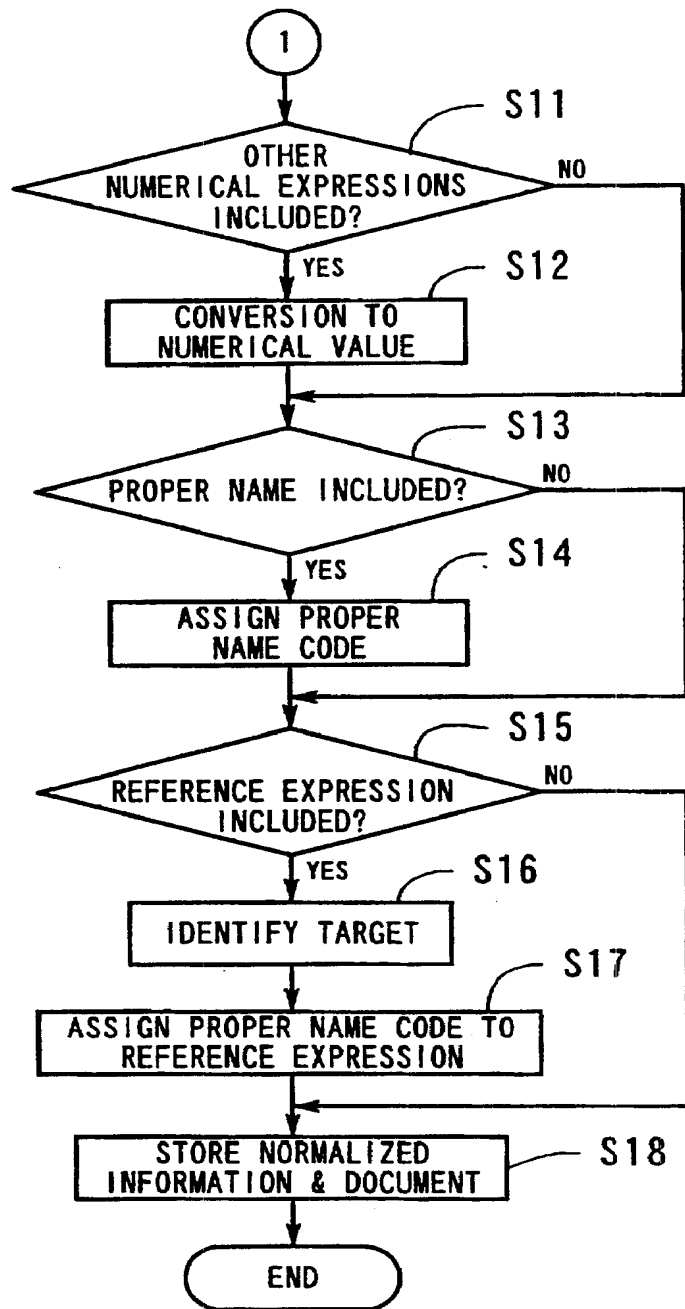 1
S11
OTHER
NUMERICAL EXPRESSIONS
INCLUDED?
NO
YES
S12
CONVERSION TO
NUMERICAL VALUE
S13
PROPER NAME INCLUDED?
NO
YES
S14
ASSIGN PROPER
NAME CODE
S15
REFERENCE EXPRESSION
INCLUDED?
NO
YES
S16
IDENTIFY TARGET
S17
ASSIGN PROPER NAME CODE TO
REFERENCE EXPRESSION
STORE NORMALIZED
INFORMATION & DOCUMENT
S18
END